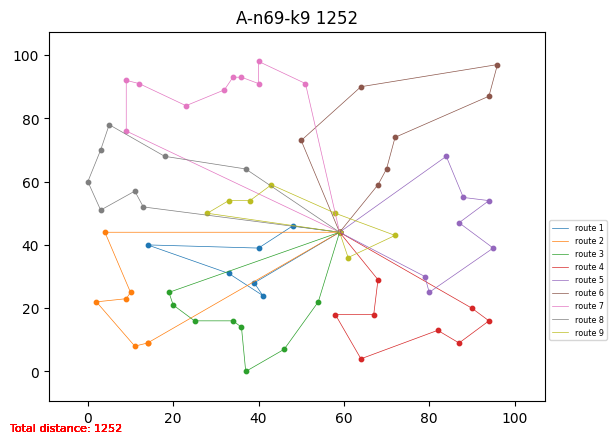 A-n69-k9 1252
100
80
60
40
20
0
0 20 40 60 80 100
route 1
route 2
route 3
route 4
route 5
route 6
route 7
route 8
route 9
Total distance: 1252